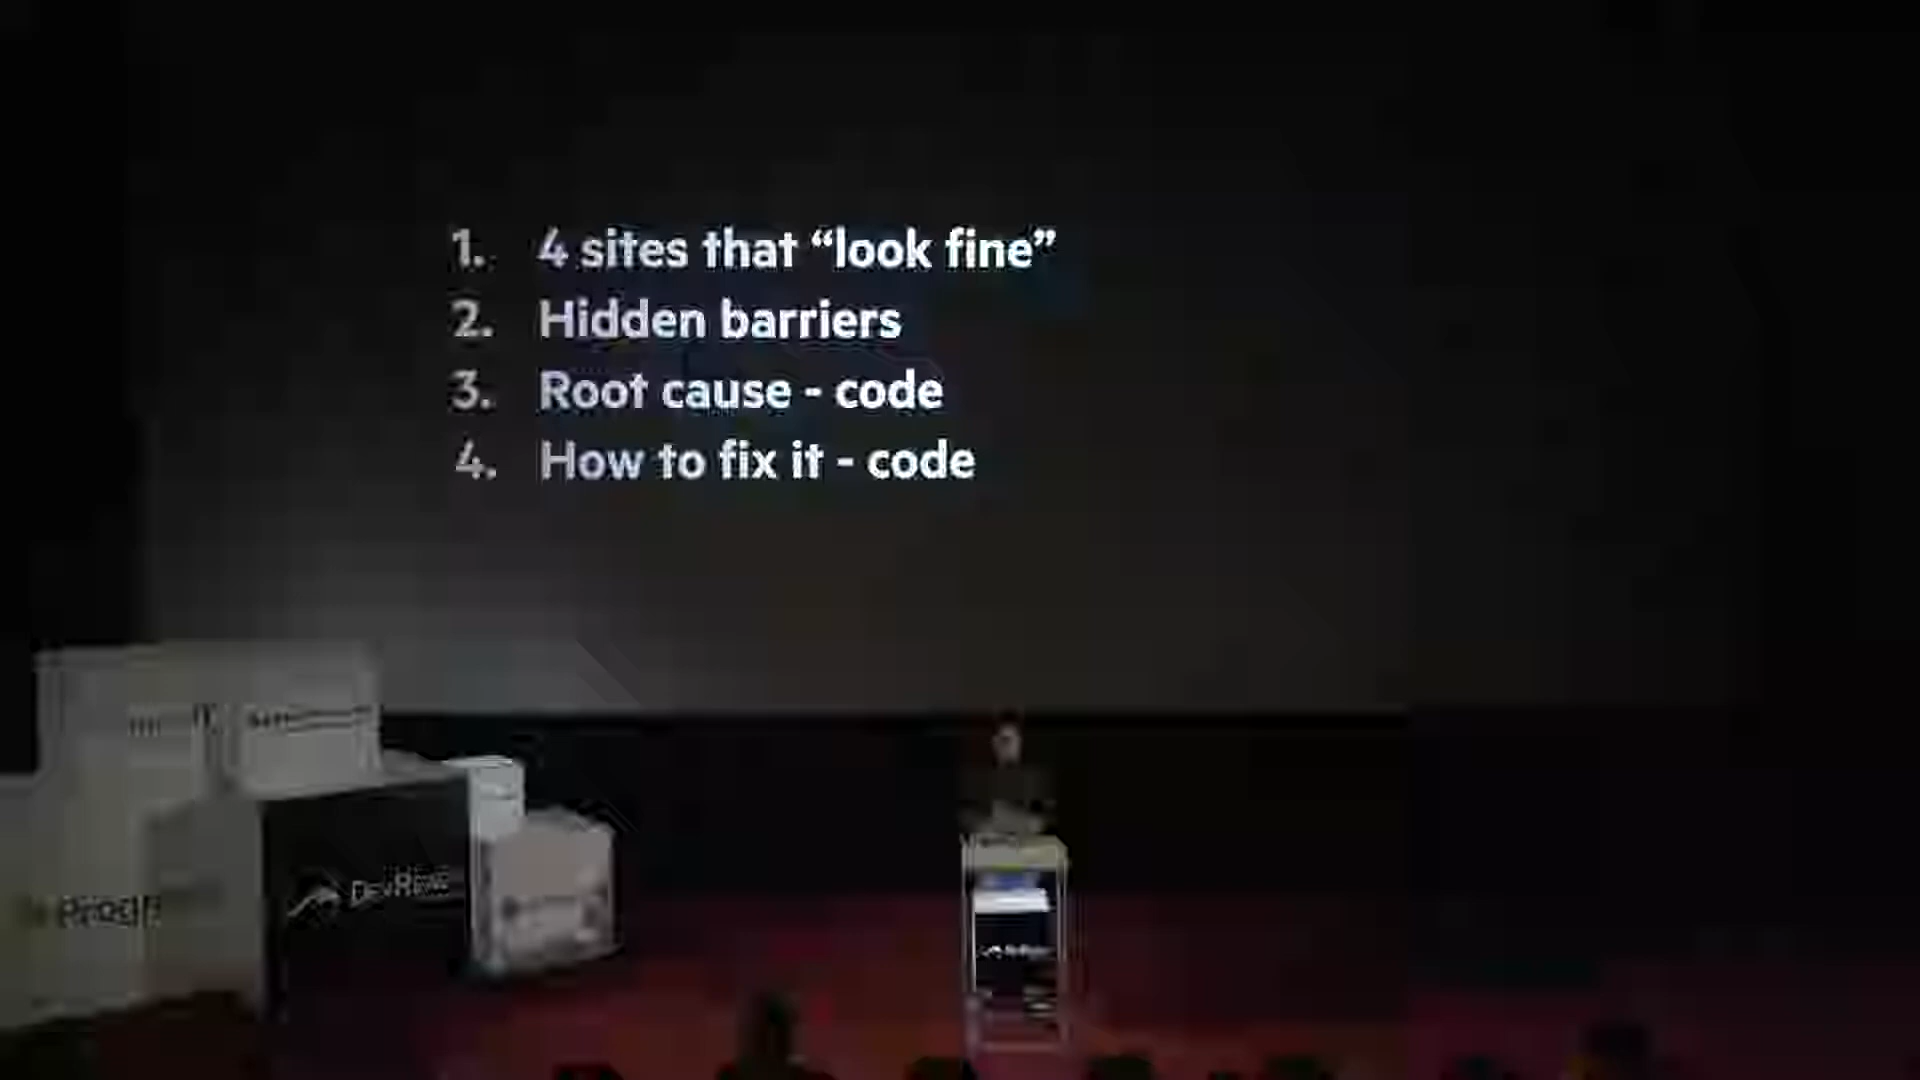 1. 4 sites that “look fine”
2. Hidden barriers
3. Root cause - code
4. How to fix it - code